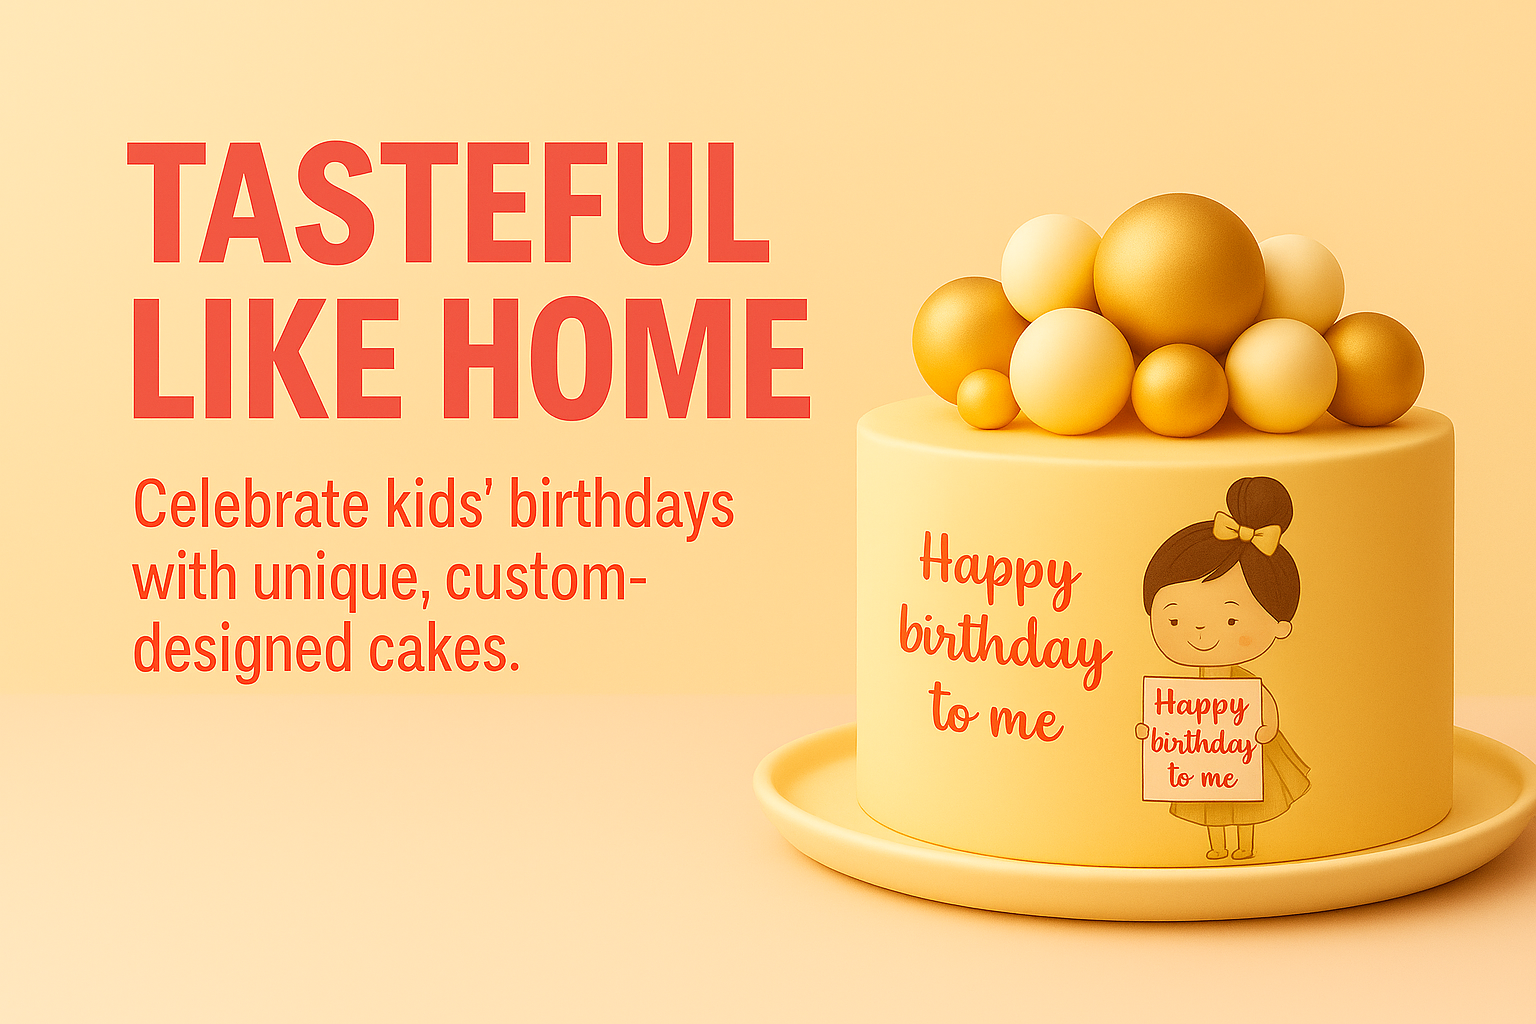 TASTEFUL
LIKE HOME
Celebrate kids’ birthdays
with unique, custom-
designed cakes.
Happy
birthday
to me
Happy
birthday
to me